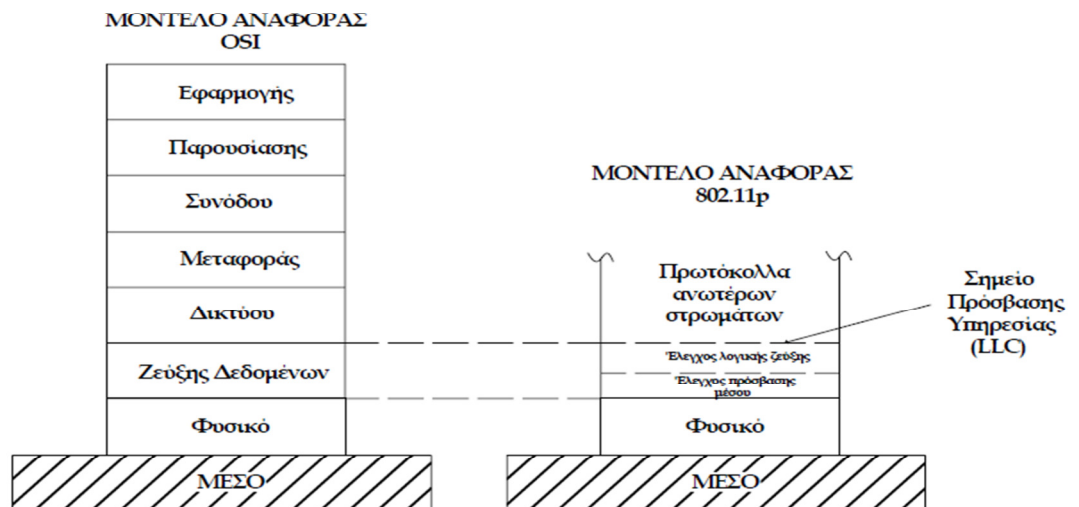 ΜΟΝΤΕΛΟ ΑΝΑΦΟΡΑΣ
OSI
Εφαρμογής
Παρουσίασης
Συνόδου
Μεταφοράς
Δικτύου
Ζεύξης Δεδομένων
Φυσικό
ΜΕΣΟ
ΜΟΝΤΕΛΟ ΑΝΑΦΟΡΑΣ
802.11p
Πρωτόκολλα
ανωτέρων
στρωμάτων
Έλεγχος λογικής ζεύξης
Έλεγχος πρόσβασης
μέσου
Φυσικό
ΜΕΣΟ
Σημείο
Πρόσβασης
Υπηρεσίας
(LLC)